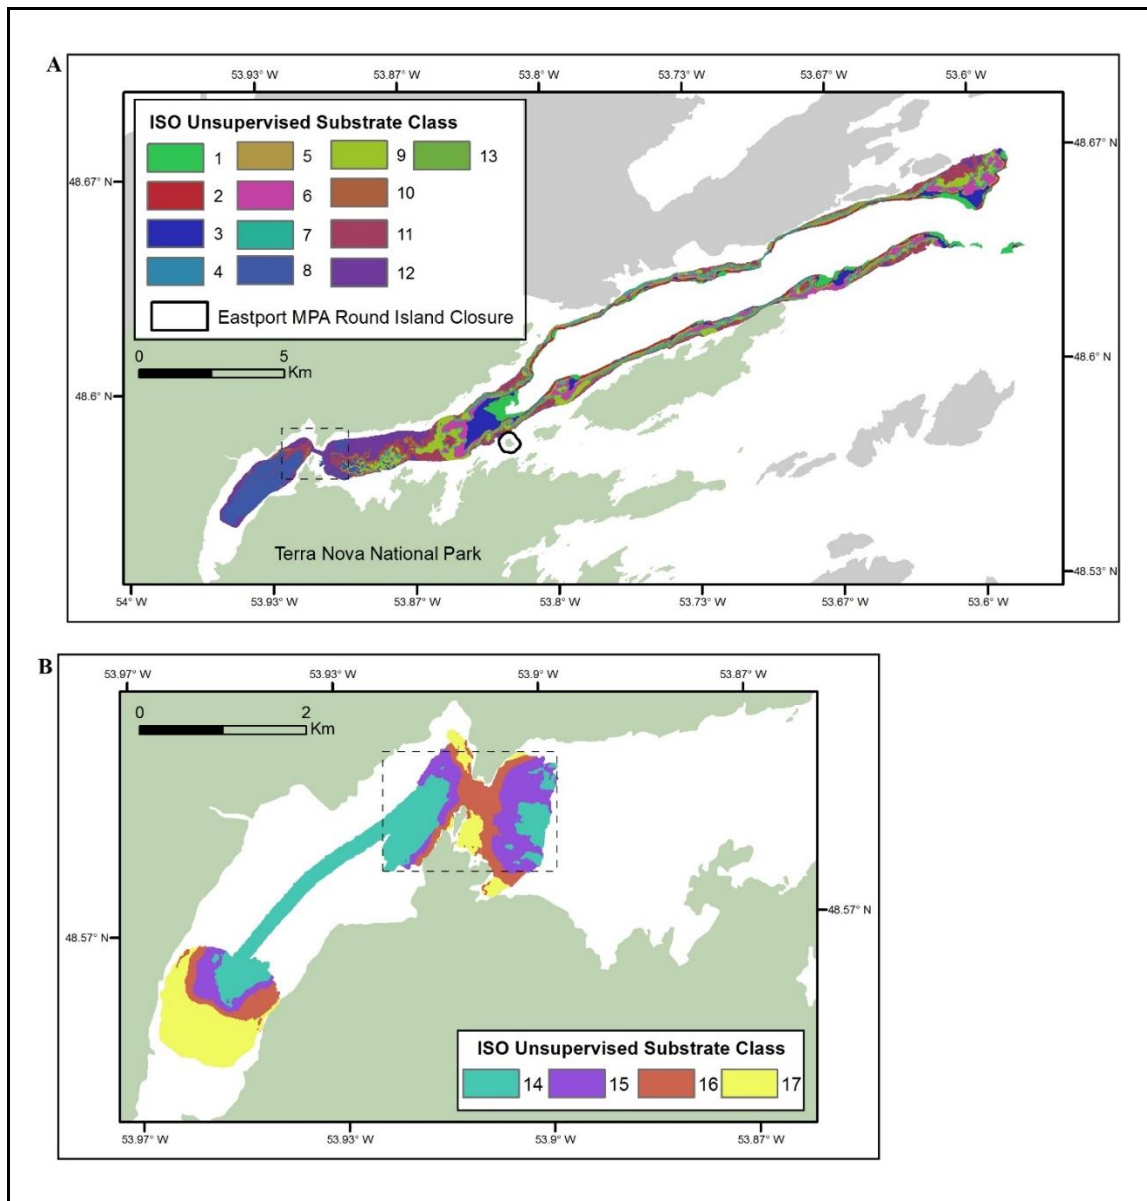 A
53.93° W 53.87° W 53.8° W 53.73° W 53.67° W 53.6° W
ISO Unsupervised Substrate Class
1 5 9 13
2 6 10
3 7 11
4 8 12
Eastport MPA Round Island Closure
0 5
Km
48.67° N
48.67° N
48.6° N
48.6° N
48.53° N
Terra Nova National Park
54° W 53.93° W 53.87° W 53.8° W 53.73° W 53.67° W 53.6° W
B
53.97° W 53.93° W 53.9° W 53.87° W
0 2
Km
48.57° N
48.57° N
ISO Unsupervised Substrate Class
14 15 16 17
53.97° W 53.93° W 53.9° W 53.87° W